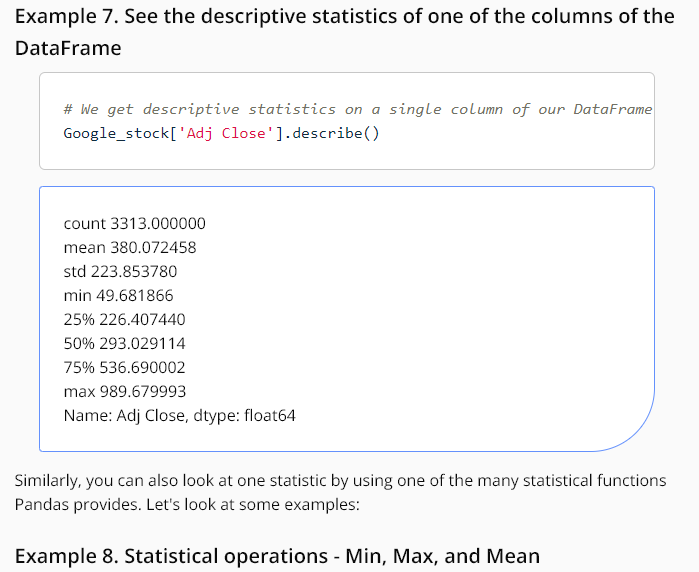 Example 7. See the descriptive statistics of one of the columns of the
DataFrame
# We get descriptive statistics on a single column of our DataFrame
Google_stock['Adj Close'].describe()
count 3313.000000
mean 380.072458
std 223.853780
min 49.681866
25% 226.407440
50% 293.029114
75% 536.690002
max 989.679993
Name: Adj Close, dtype: float64
Similarly, you can also look at one statistic by using one of the many statistical functions
Pandas provides. Let's look at some examples:
Example 8. Statistical operations - Min, Max, and Mean